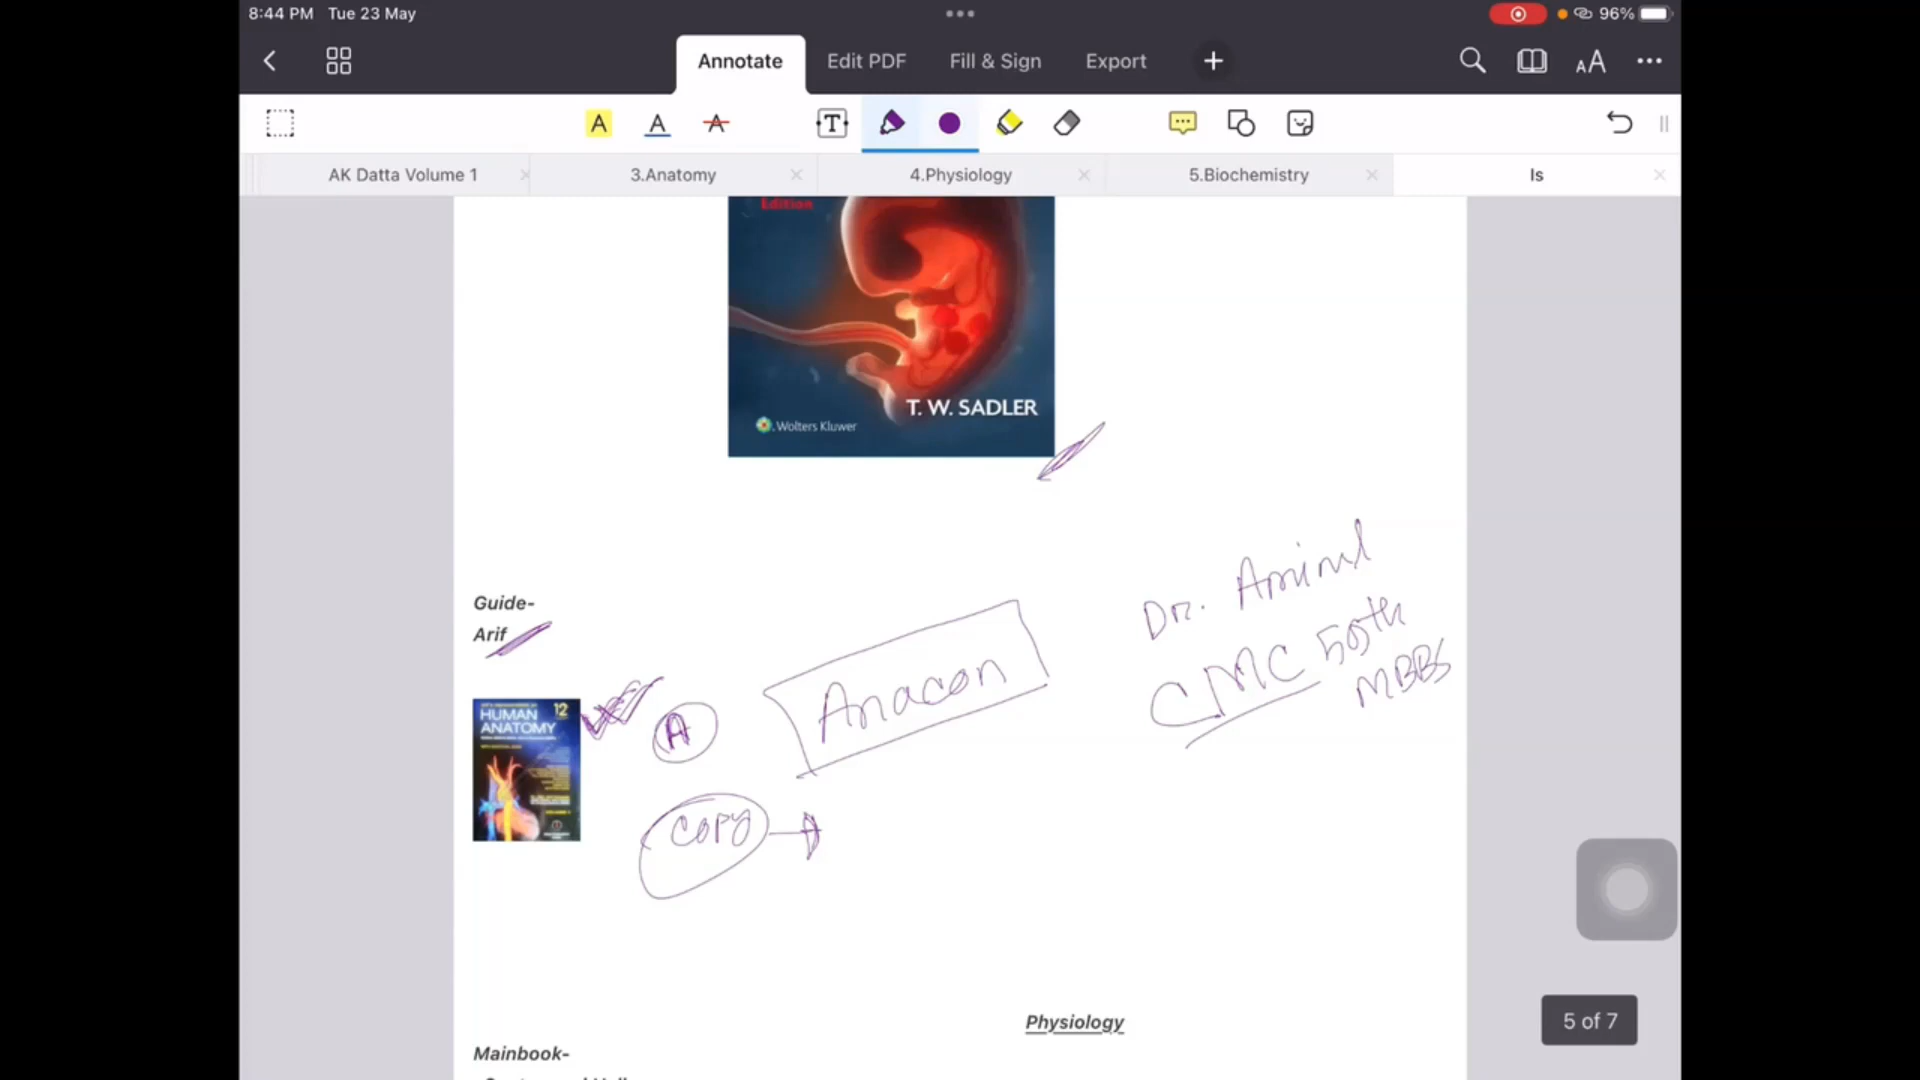 8:44 PM Tue 23 May
96%
Annotate Edit PDF Fill & Sign Export
AK Datta Volume 1 3.Anatomy 4.Physiology 5.Biochemistry Is
Edition
T. W. SADLER
Wolters Kluwer
Guide-
Arif
HUMAN
ANATOMY
12
A
Anacon
Dr. Aminul
CMC 50th
MBBS
copy
Physiology
Mainbook-
5 of 7